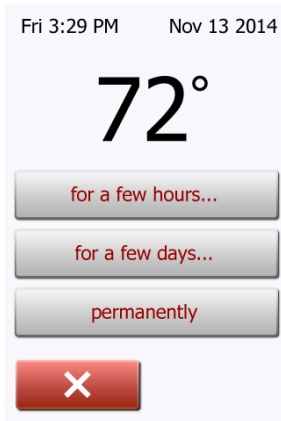 Fri 3:29 PM Nov 13 2014
72°
for a few hours...
for a few days...
permanently